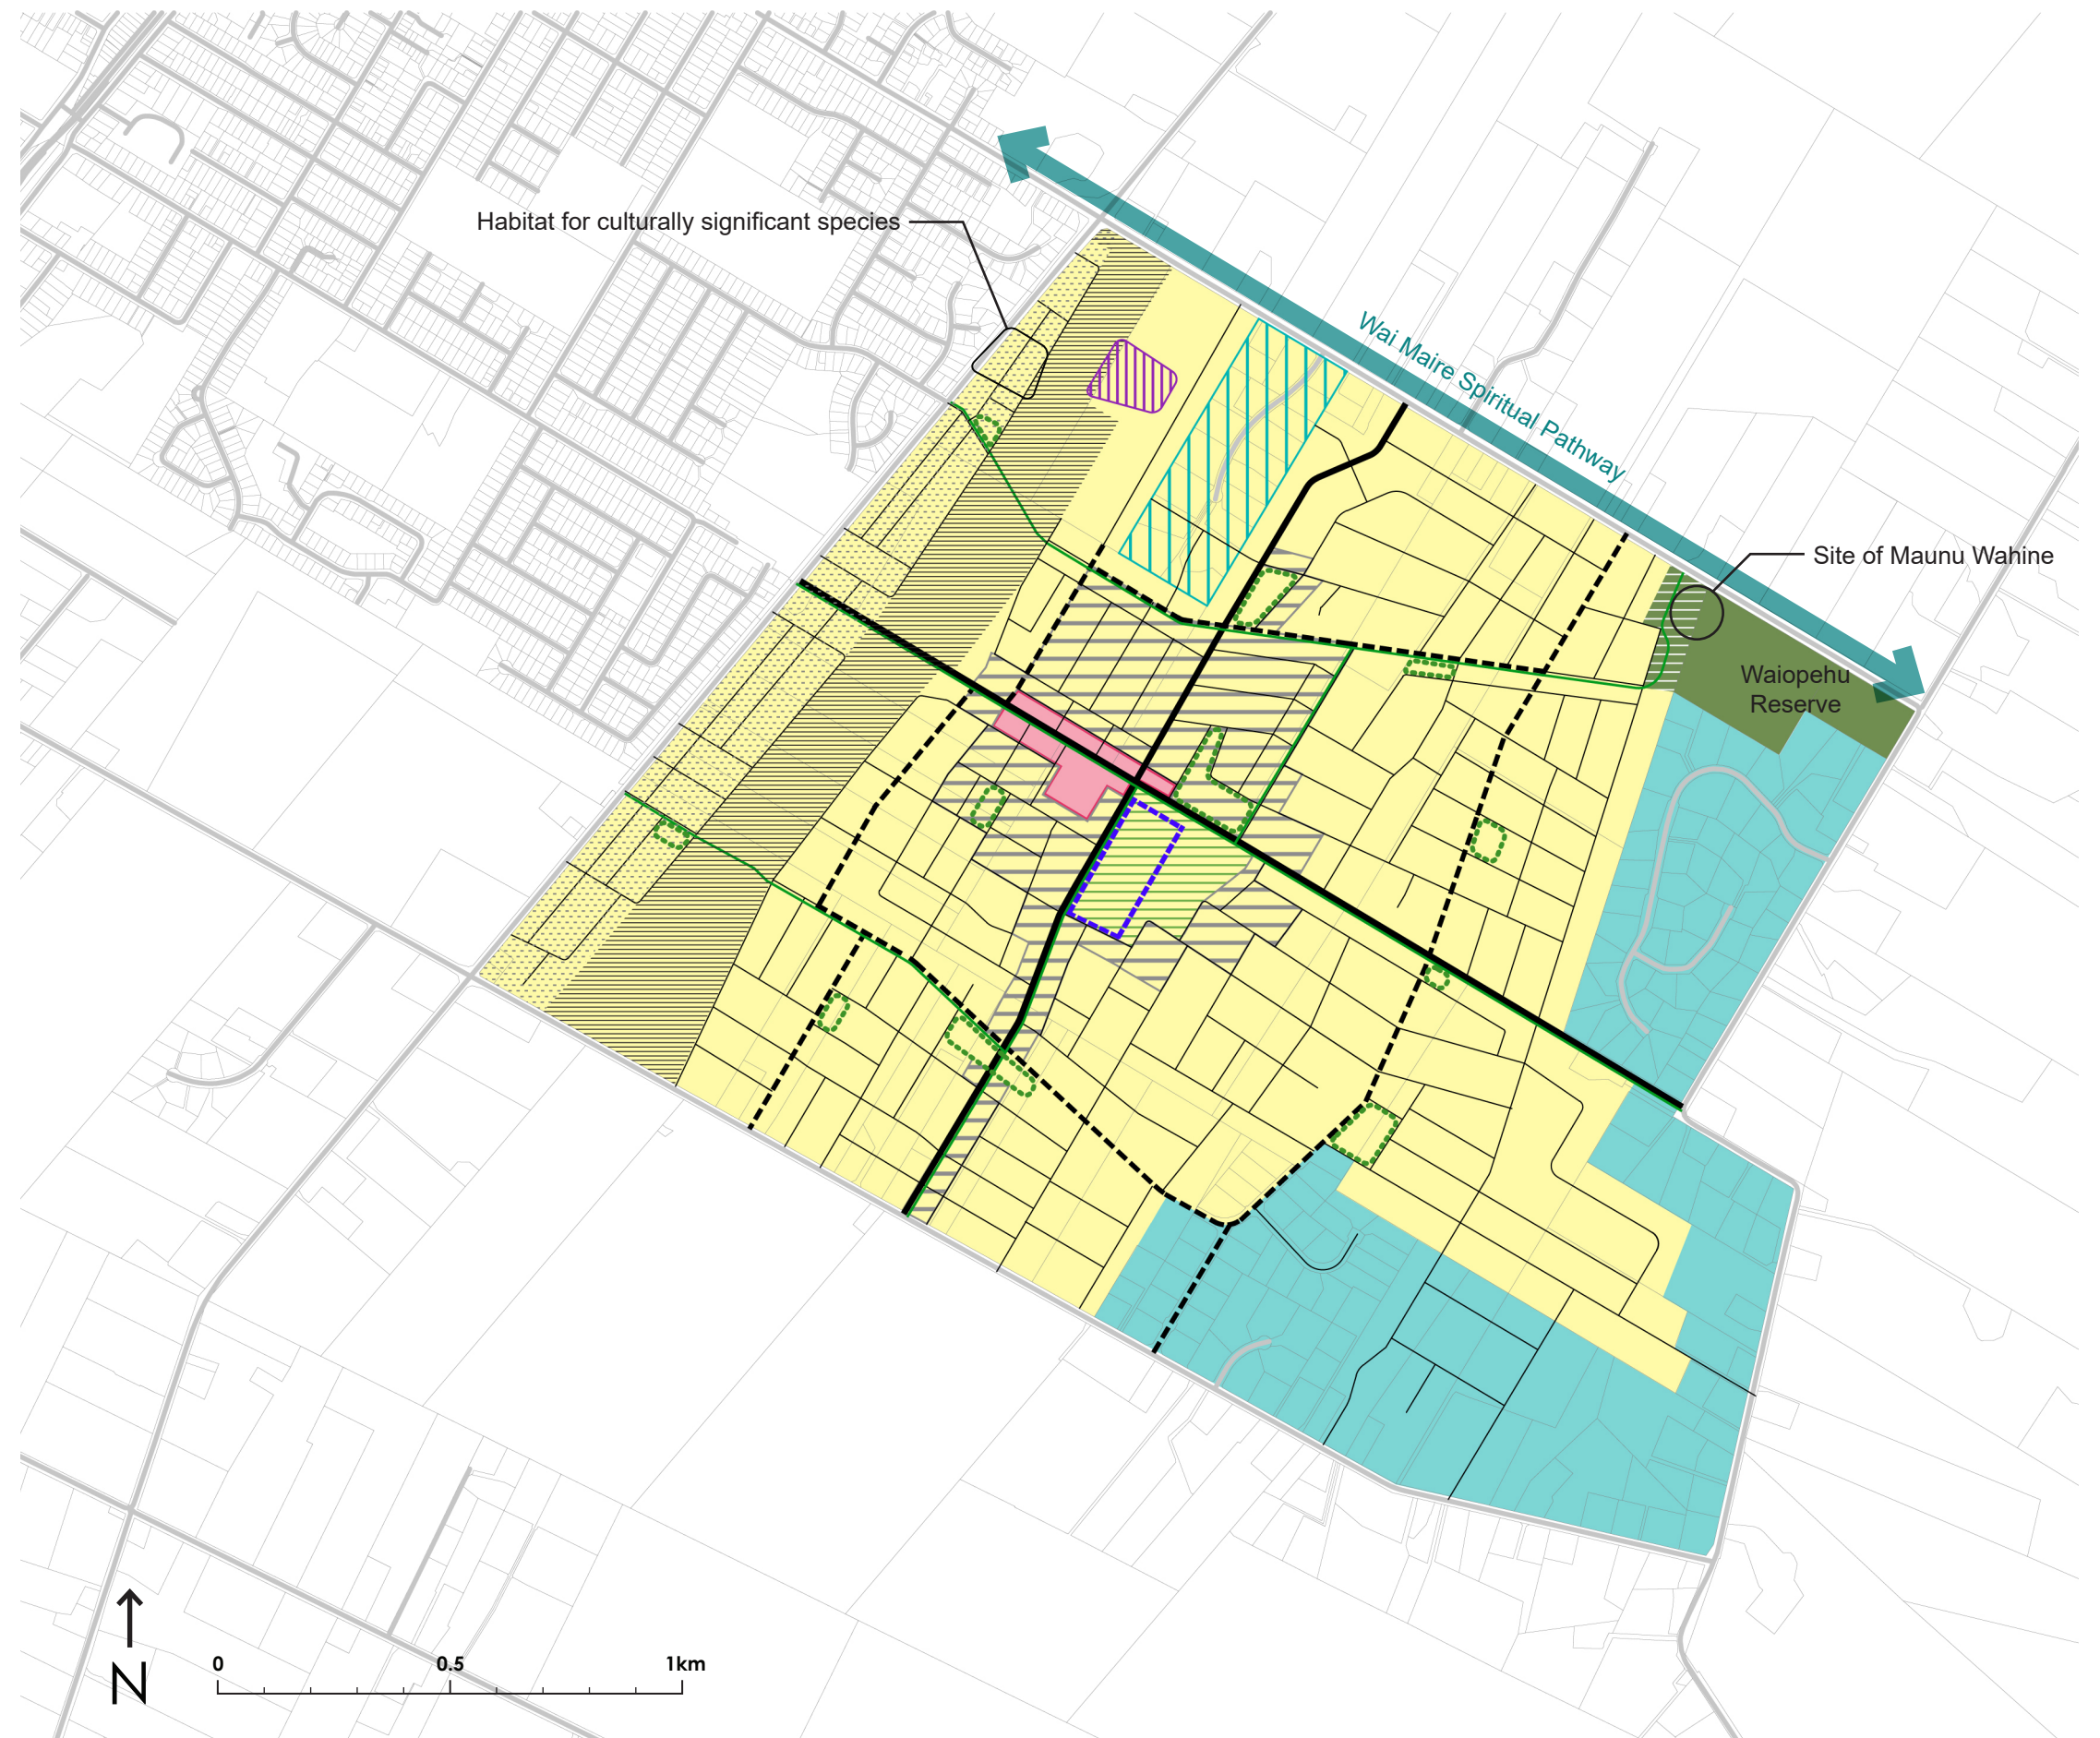 Habitat for culturally significant species
Wai Maire Spiritual Pathway
Site of Maunu Wahine
Waiopehu
Reserve
N
0 0.5 1km